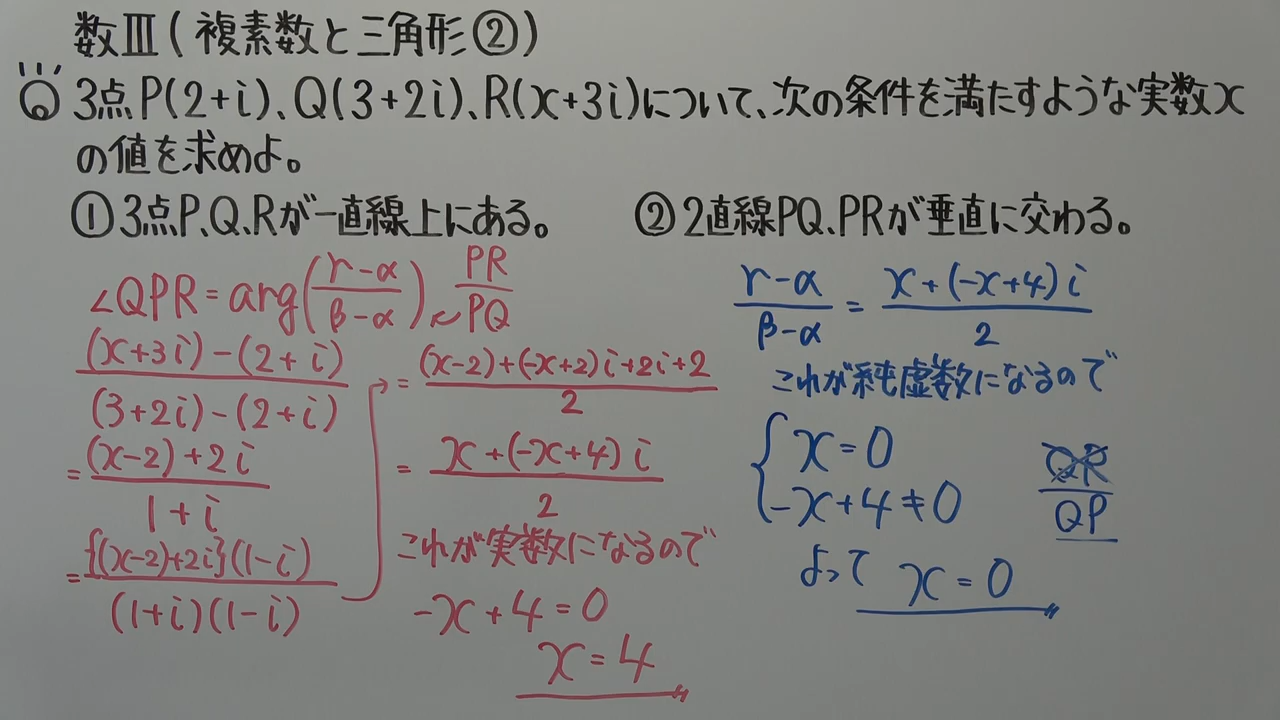 数Ⅲ(複素数と三角形②)
Q 3点P(2+i)、Q(3+2i)、R(x+3i)について、次の条件を満たすような実数x
の値を求めよ。
①3点P、Q、Rが一直線上にある。
∠QPR=arg((r-α)/(β-α)) PR/PQ
((x+3i)-(2+i))/((3+2i)-(2+i))
=((x-2)+2i)/(1+i)
=({(x-2)+2i}(1-i))/((1+i)(1-i))
=((x-2)+(-x+2)i+2i+2)/2
=(x+(-x+4)i)/2
これが実数になるので
-x+4=0
x=4
②2直線PQ、PRが垂直に交わる。
(r-α)/(β-α)=(x+(-x+4)i)/2
これが純虚数になるので
x=0
-x+4≠0
QR/QP
よって x=0